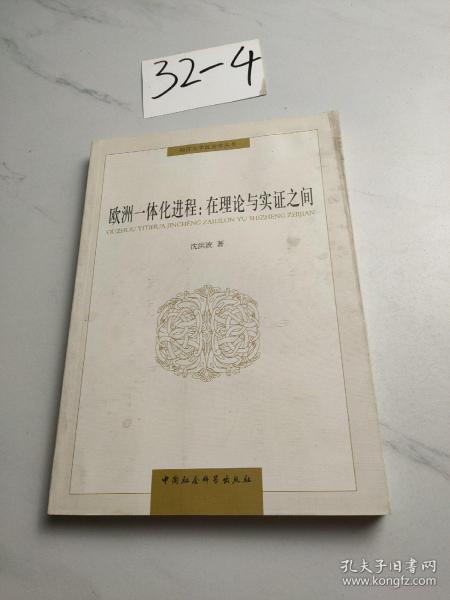 32-4
欧洲一体化进程：在理论与实证之间
OUZHOU YITIHUA JINCHENG ZAILILUN YU SHIZHENG ZHIJIAN
沈洪波 著
中国社会科学出版社
孔夫子旧书网
www.kongfz.com